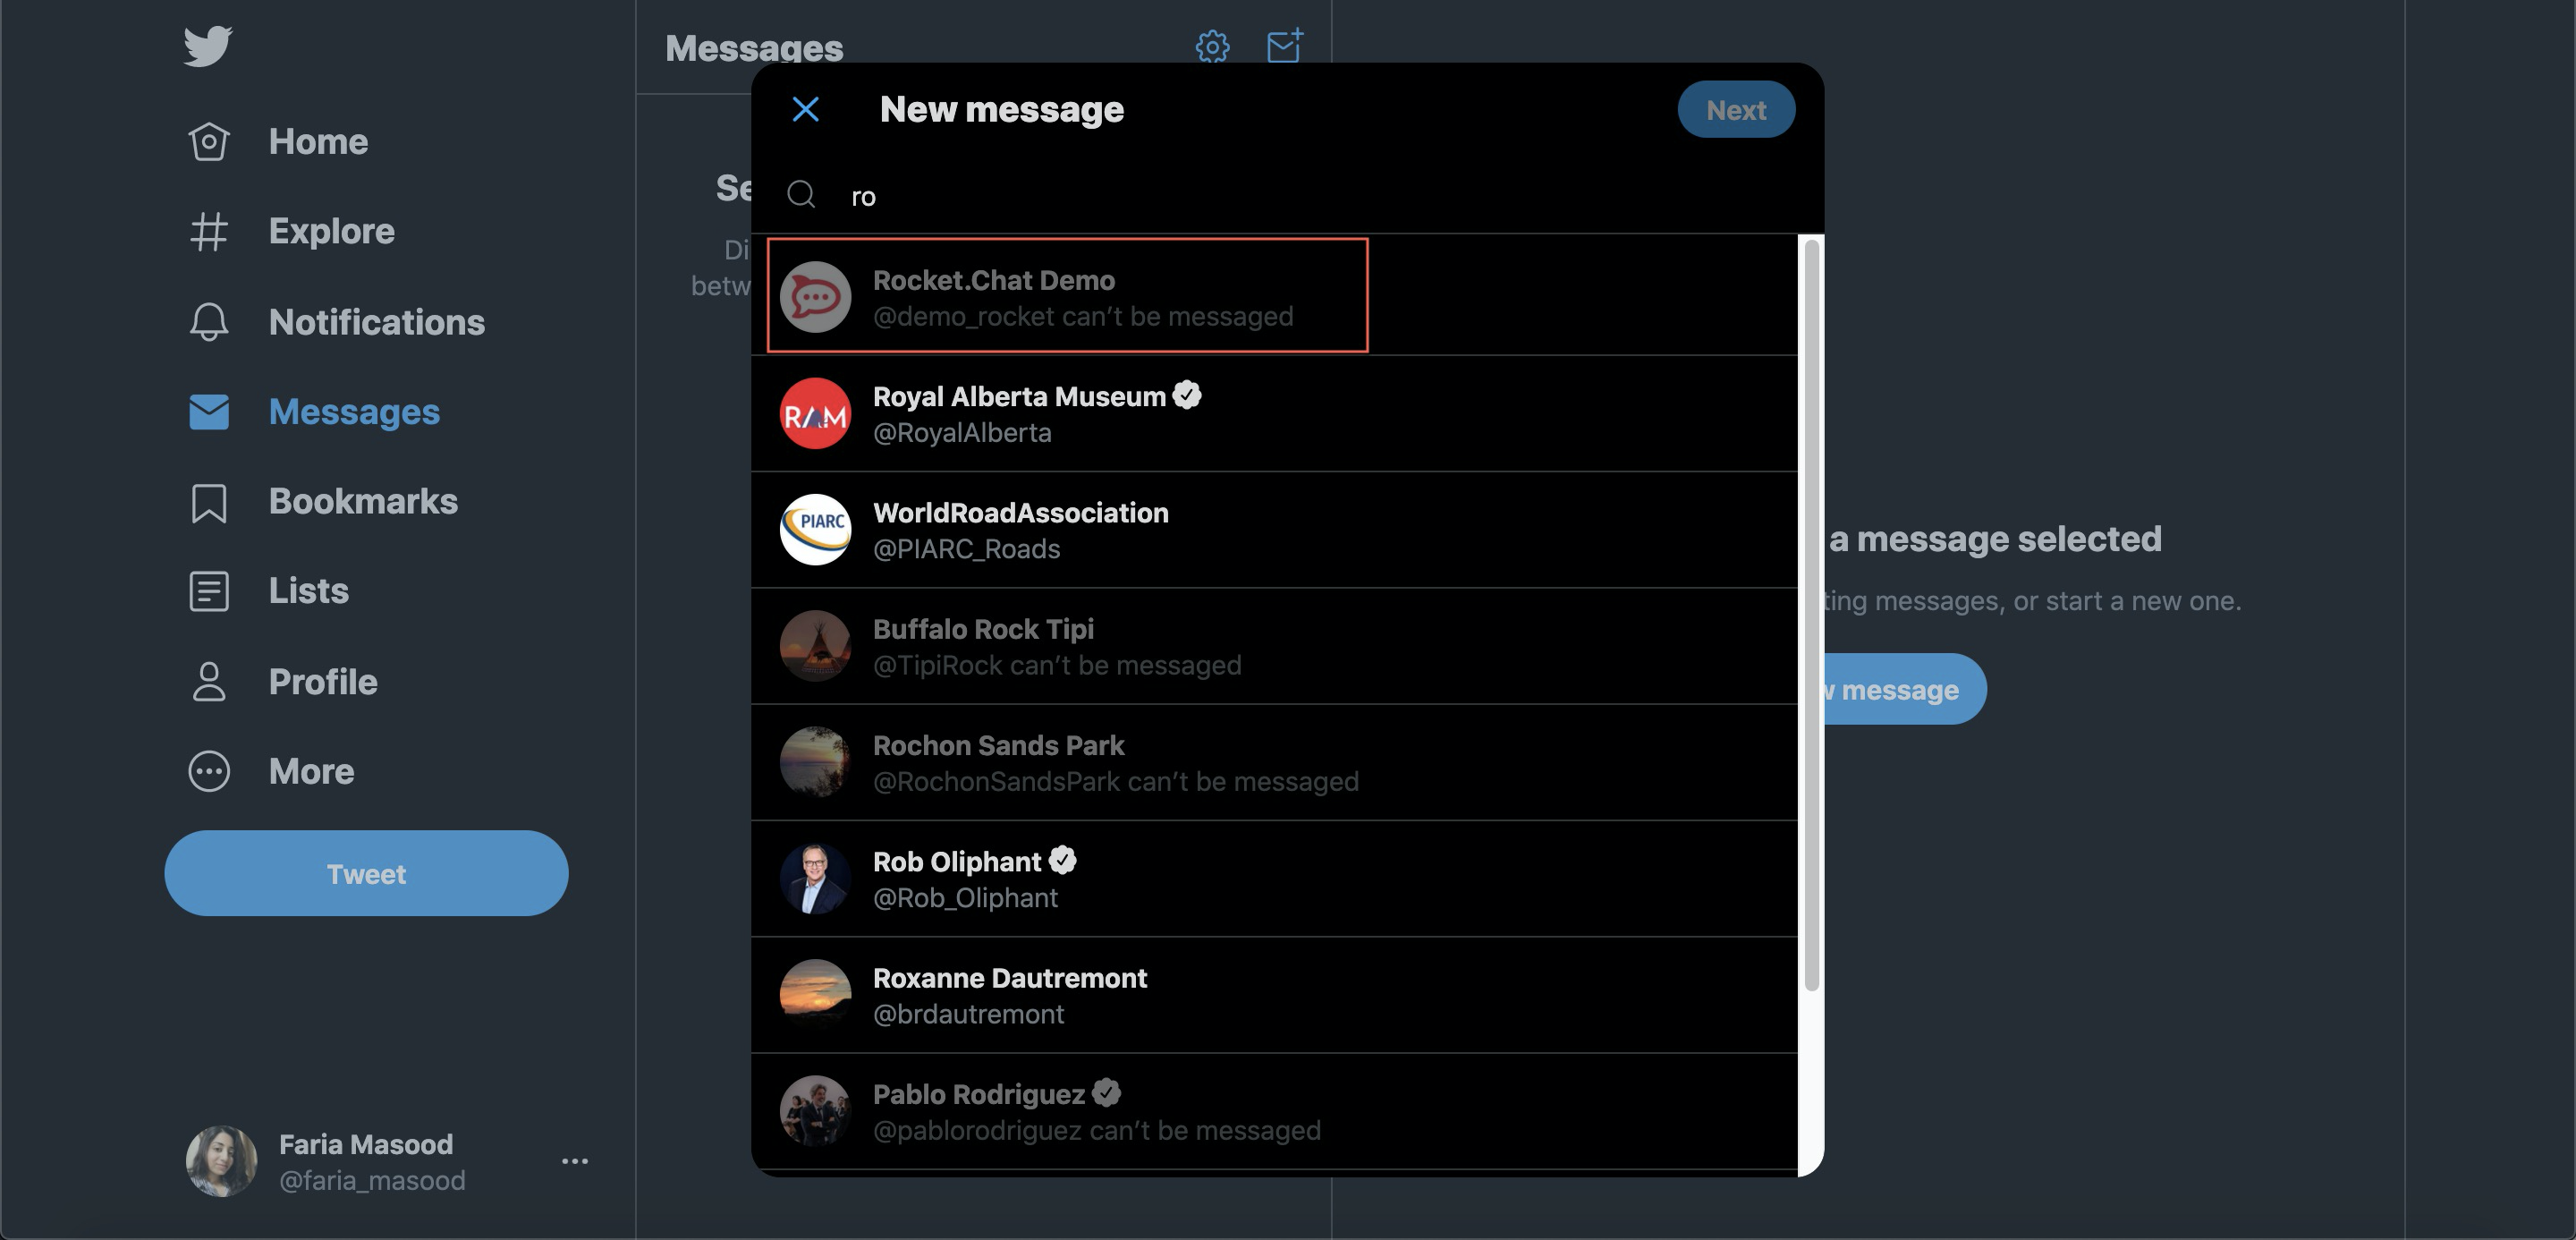 Home
Explore
Notifications
Messages
Bookmarks
Lists
Profile
More
Tweet
Faria Masood
@faria_masood
Messages
Se
Di
betw
New message
Next
ro
Rocket.Chat Demo
@demo_rocket can’t be messaged
RAM
Royal Alberta Museum
@RoyalAlberta
PIARC
WorldRoadAssociation
@PIARC_Roads
Buffalo Rock Tipi
@TipiRock can’t be messaged
Rochon Sands Park
@RochonSandsPark can’t be messaged
Rob Oliphant
@Rob_Oliphant
Roxanne Dautremont
@brdautremont
Pablo Rodriguez
@pablorodriguez can’t be messaged
a message selected
ting messages, or start a new one.
w message